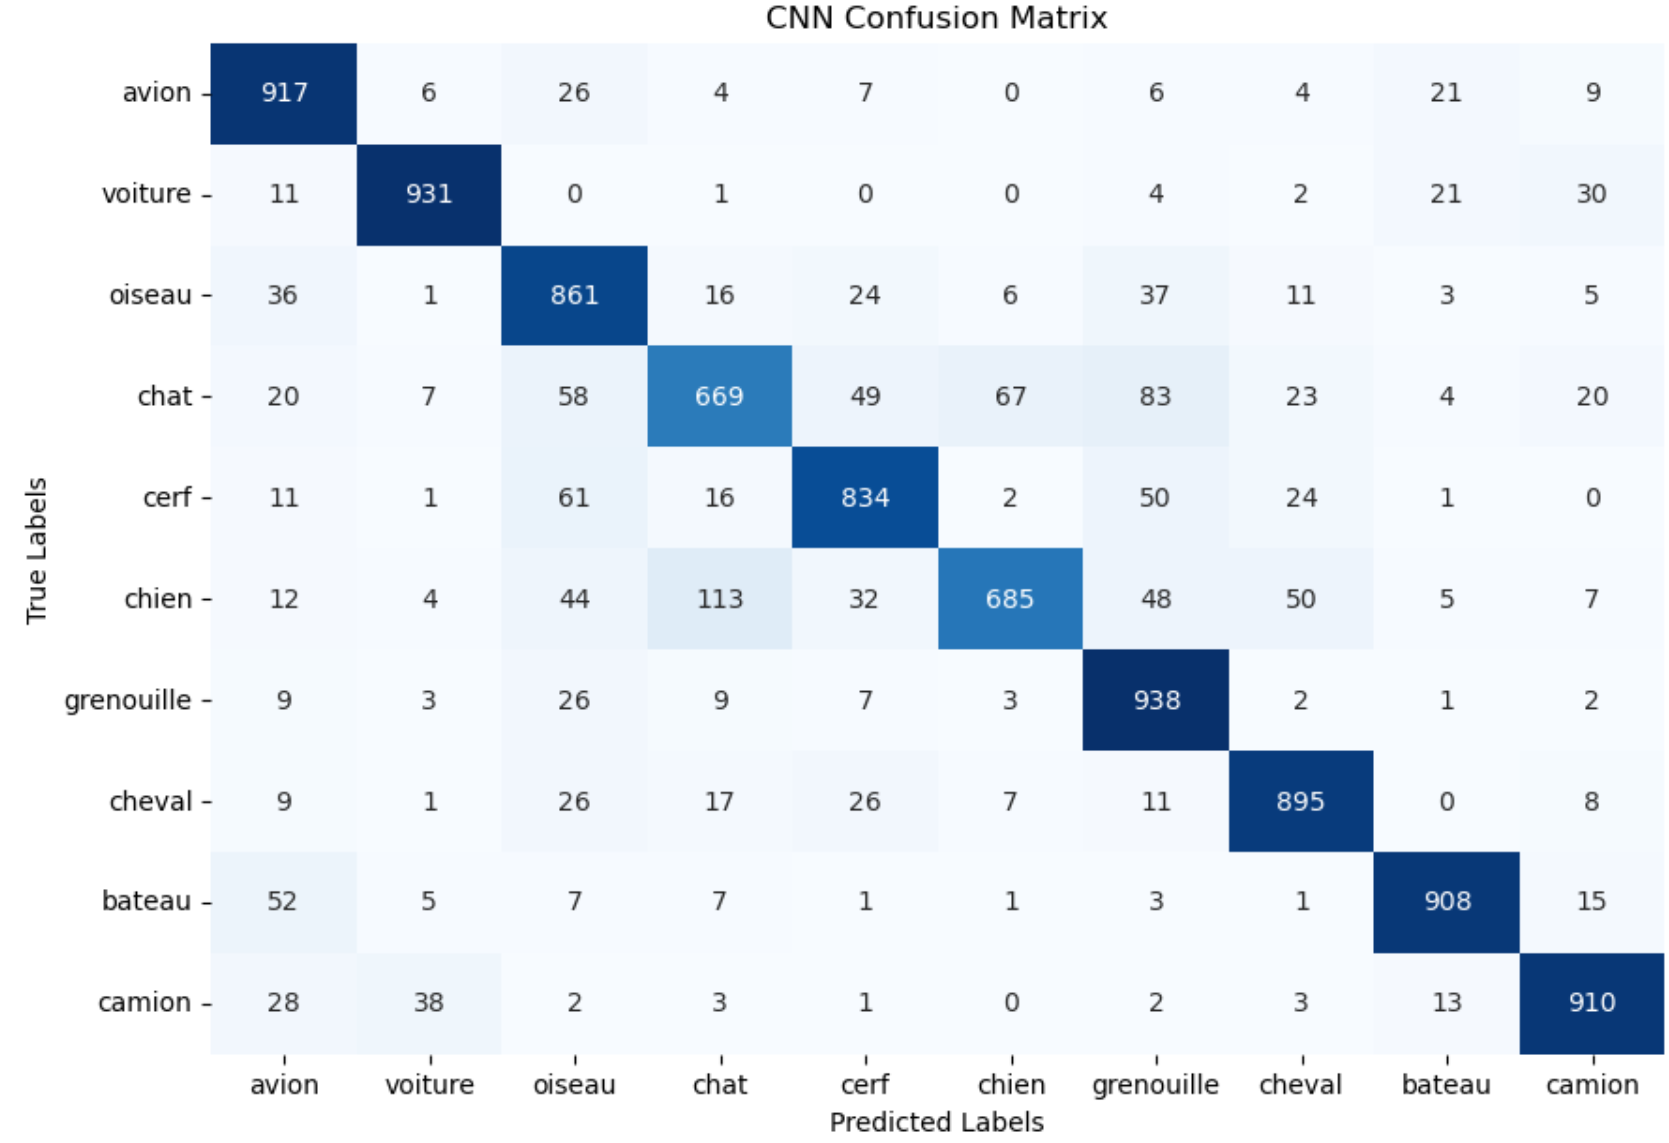 CNN Confusion Matrix
avion 917 6 26 4 7 0 6 4 21 9
voiture 11 931 0 1 0 0 4 2 21 30
oiseau 36 1 861 16 24 6 37 11 3 5
chat 20 7 58 669 49 67 83 23 4 20
cerf 11 1 61 16 834 2 50 24 1 0
chien 12 4 44 113 32 685 48 50 5 7
grenouille 9 3 26 9 7 3 938 2 1 2
cheval 9 1 26 17 26 7 11 895 0 8
bateau 52 5 7 7 1 1 3 1 908 15
camion 28 38 2 3 1 0 2 3 13 910
True Labels
avion voiture oiseau chat cerf chien grenouille cheval bateau camion
Predicted Labels